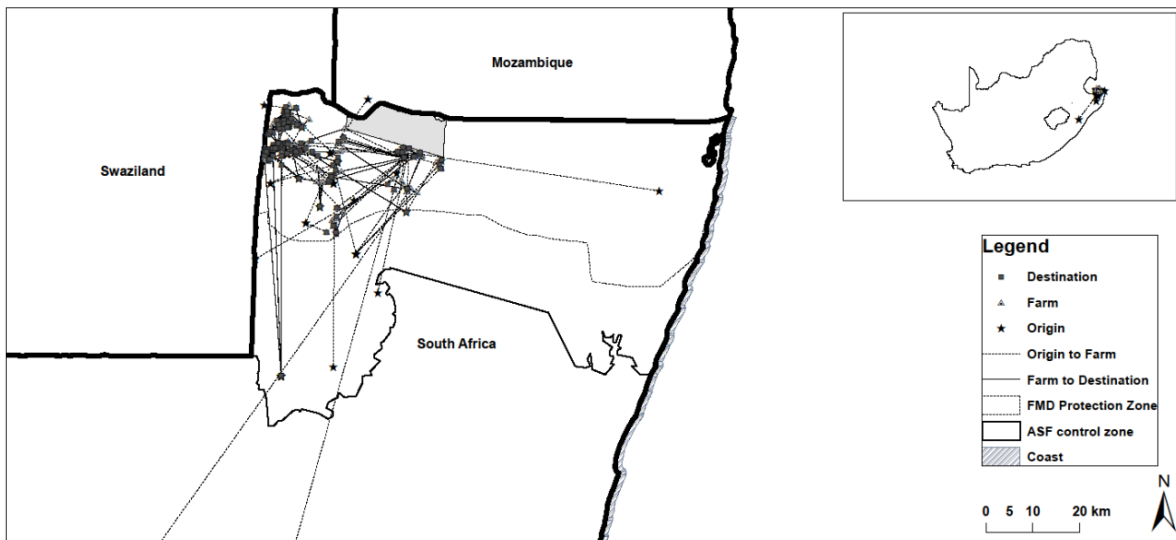 Mozambique
Swaziland
South Africa
Legend
Destination
Farm
Origin
Origin to Farm
Farm to Destination
FMD Protection Zone
ASF control zone
Coast
N
0 5 10 20 km